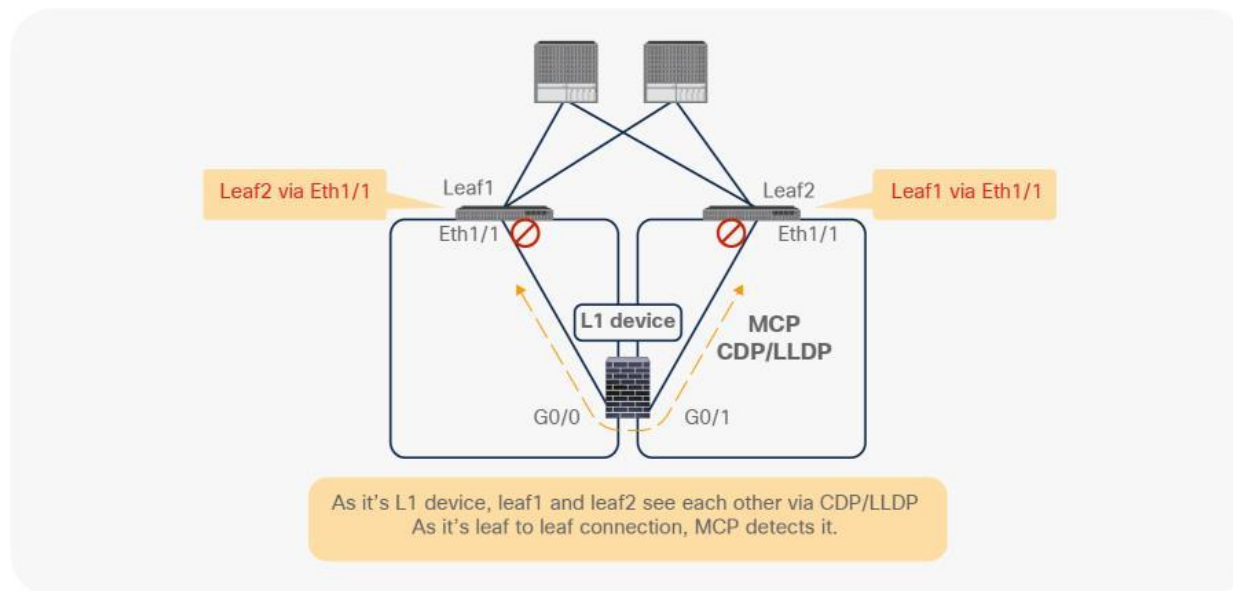 Leaf2 via Eth1/1
Leaf1
Leaf2
Leaf1 via Eth1/1
Eth1/1
Eth1/1
L1 device
MCP
CDP/LLDP
G0/0
G0/1
As it's L1 device, leaf1 and leaf2 see each other via CDP/LLDP
As it's leaf to leaf connection, MCP detects it.